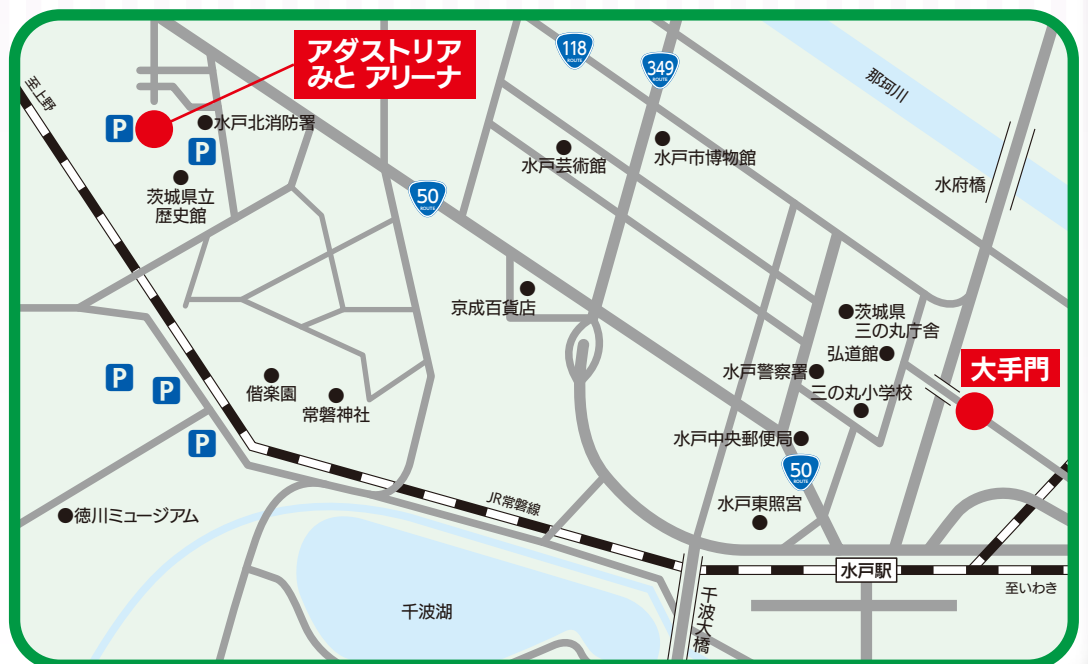 アダストリア
みと アリーナ
118
ROUTE
349
ROUTE
那珂川
至上野
P
水戸北消防署
P
茨城県立
歴史館
水戸芸術館
水戸市博物館
水府橋
50
ROUTE
京成百貨店
茨城県
三の丸庁舎
弘道館
大手門
水戸警察署
三の丸小学校
P
P
偕楽園
常磐神社
P
水戸中央郵便局
50
ROUTE
水戸東照宮
徳川ミュージアム
JR常磐線
水戸駅
至いわき
千波湖
千波大橋